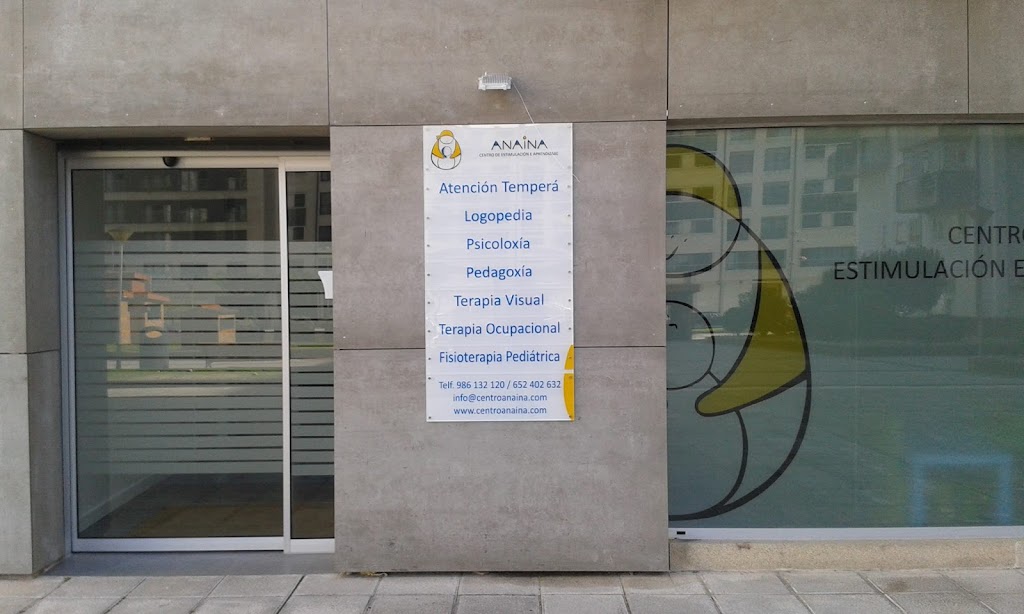 ANAINA
CENTRO DE ESTIMULACIÓN E APRENDIZAXE
Atención Temperá
Logopedia
Psicoloxía
Pedagoxía
Terapia Visual
Terapia Ocupacional
Fisioterapia Pediátrica
Telf. 986 132 120 / 652 402 632
info@centroanaina.com
www.centroanaina.com
CENTRO
ESTIMULACIÓN E